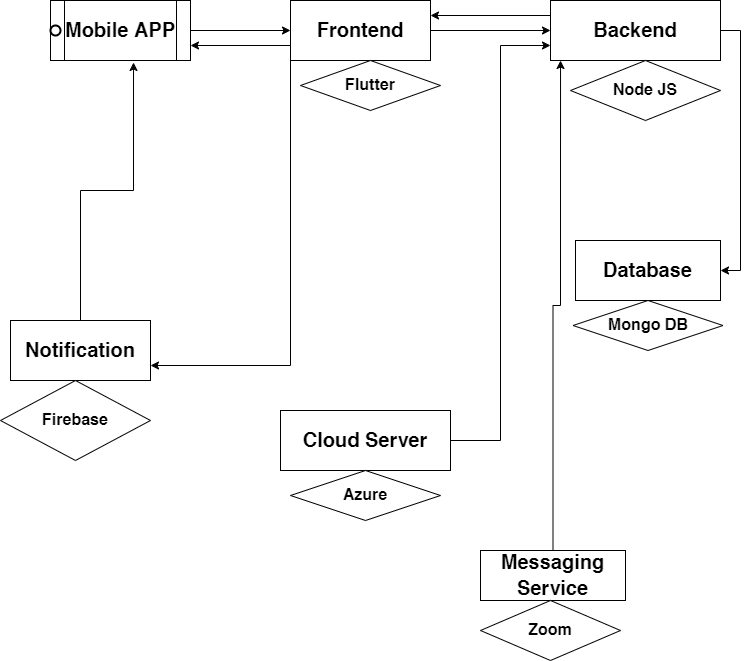 Mobile APP
Frontend
Backend
Flutter
Node JS
Database
Mongo DB
Notification
Firebase
Cloud Server
Azure
Messaging
Service
Zoom